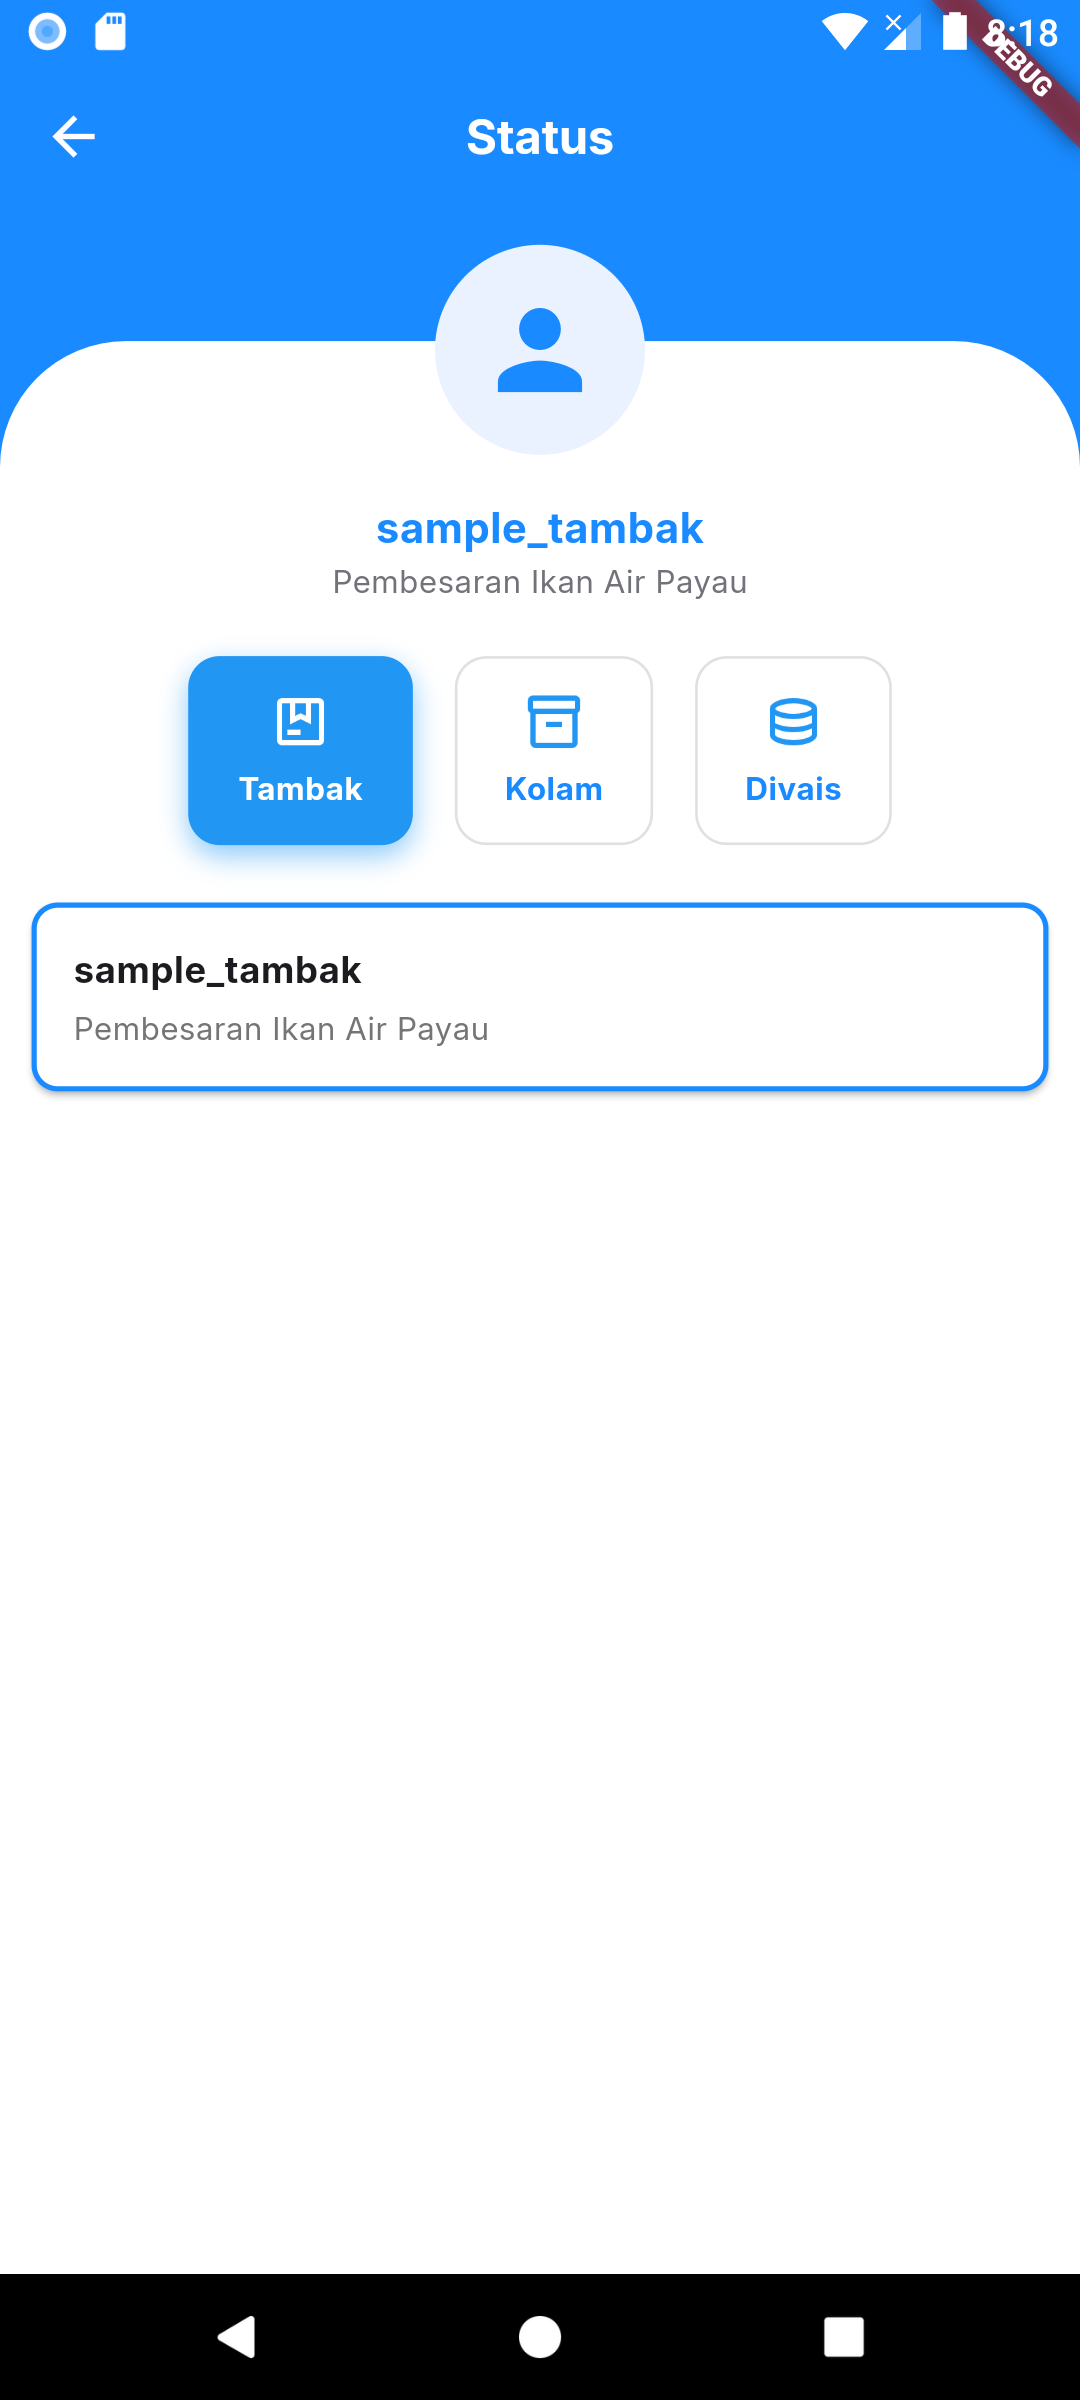 8:18
DEBUG
Status
sample_tambak
Pembesaran Ikan Air Payau
Tambak
Kolam
Divais
sample_tambak
Pembesaran Ikan Air Payau